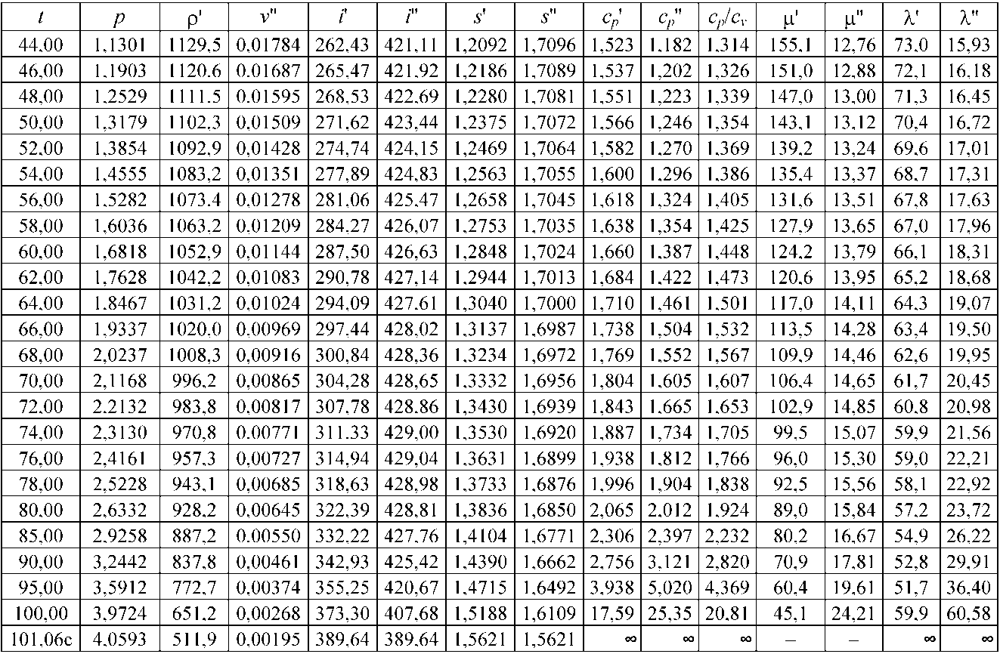 t p ρ' v" i' i" s' s" cp' cp" cp/cv μ' μ" λ' λ"
44,00 1,1301 1129,5 0,01784 262,43 421,11 1,2092 1,7096 1,523 1,182 1,314 155,1 12,76 73,0 15,93
46,00 1,1903 1120,6 0,01687 265,47 421,92 1,2186 1,7089 1,537 1,202 1,326 151,0 12,88 72,1 16,18
48,00 1,2529 1111,5 0,01595 268,53 422,69 1,2280 1,7081 1,551 1,223 1,339 147,0 13,00 71,3 16,45
50,00 1,3179 1102,3 0,01509 271,62 423,44 1,2375 1,7072 1,566 1,246 1,354 143,1 13,12 70,4 16,72
52,00 1,3854 1092,9 0,01428 274,74 424,15 1,2469 1,7064 1,582 1,270 1,369 139,2 13,24 69,6 17,01
54,00 1,4555 1083,2 0,01351 277,89 424,83 1,2563 1,7055 1,600 1,296 1,386 135,4 13,37 68,7 17,31
56,00 1,5282 1073,4 0,01278 281,06 425,47 1,2658 1,7045 1,618 1,324 1,405 131,6 13,51 67,8 17,63
58,00 1,6036 1063,2 0,01209 284,27 426,07 1,2753 1,7035 1,638 1,354 1,425 127,9 13,65 67,0 17,96
60,00 1,6818 1052,9 0,01144 287,50 426,63 1,2848 1,7024 1,660 1,387 1,448 124,2 13,79 66,1 18,31
62,00 1,7628 1042,2 0,01083 290,78 427,14 1,2944 1,7013 1,684 1,422 1,473 120,6 13,95 65,2 18,68
64,00 1,8467 1031,2 0,01024 294,09 427,61 1,3040 1,7000 1,710 1,461 1,501 117,0 14,11 64,3 19,07
66,00 1,9337 1020,0 0,00969 297,44 428,02 1,3137 1,6987 1,738 1,504 1,532 113,5 14,28 63,4 19,50
68,00 2,0237 1008,3 0,00916 300,84 428,36 1,3234 1,6972 1,769 1,552 1,567 109,9 14,46 62,6 19,95
70,00 2,1168 996,2 0,00865 304,28 428,65 1,3332 1,6956 1,804 1,605 1,607 106,4 14,65 61,7 20,45
72,00 2,2132 983,8 0,00817 307,78 428,86 1,3430 1,6939 1,843 1,665 1,653 102,9 14,85 60,8 20,98
74,00 2,3130 970,8 0,00771 311,33 429,00 1,3530 1,6920 1,887 1,734 1,705 99,5 15,07 59,9 21,56
76,00 2,4161 957,3 0,00727 314,94 429,04 1,3631 1,6899 1,938 1,812 1,766 96,0 15,30 59,0 22,21
78,00 2,5228 943,1 0,00685 318,63 428,98 1,3733 1,6876 1,996 1,904 1,838 92,5 15,56 58,1 22,92
80,00 2,6332 928,2 0,00645 322,39 428,81 1,3836 1,6850 2,065 2,012 1,924 89,0 15,84 57,2 23,72
85,00 2,9258 887,2 0,00550 332,22 427,76 1,4104 1,6771 2,306 2,397 2,232 80,2 16,67 54,9 26,22
90,00 3,2442 837,8 0,00461 342,93 425,42 1,4390 1,6662 2,756 3,121 2,820 70,9 17,81 52,8 29,91
95,00 3,5912 772,7 0,00374 355,25 420,67 1,4715 1,6492 3,938 5,020 4,369 60,4 19,61 51,7 36,40
100,00 3,9724 651,2 0,00268 373,30 407,68 1,5188 1,6109 17,59 25,35 20,81 45,1 24,21 59,9 60,58
101,06c 4,0593 511,9 0,00195 389,64 389,64 1,5621 1,5621 ∞ ∞ ∞ – – ∞ ∞